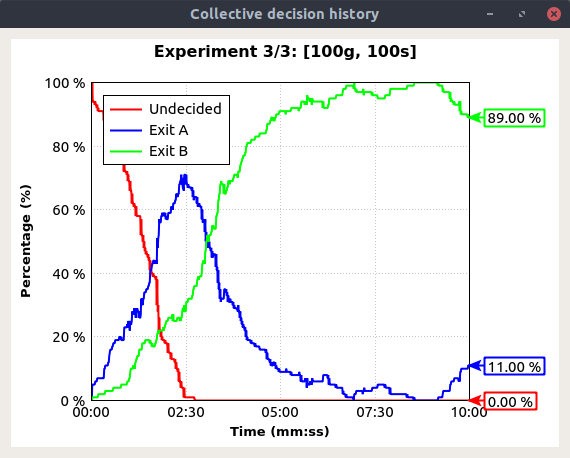 Collective decision history
Experiment 3/3: [100g, 100s]
100 %
80 %
60 %
40 %
20 %
0 %
Percentage (%)
Undecided
Exit A
Exit B
89.00 %
11.00 %
0.00 %
00:00 02:30 05:00 07:30 10:00
Time (mm:ss)